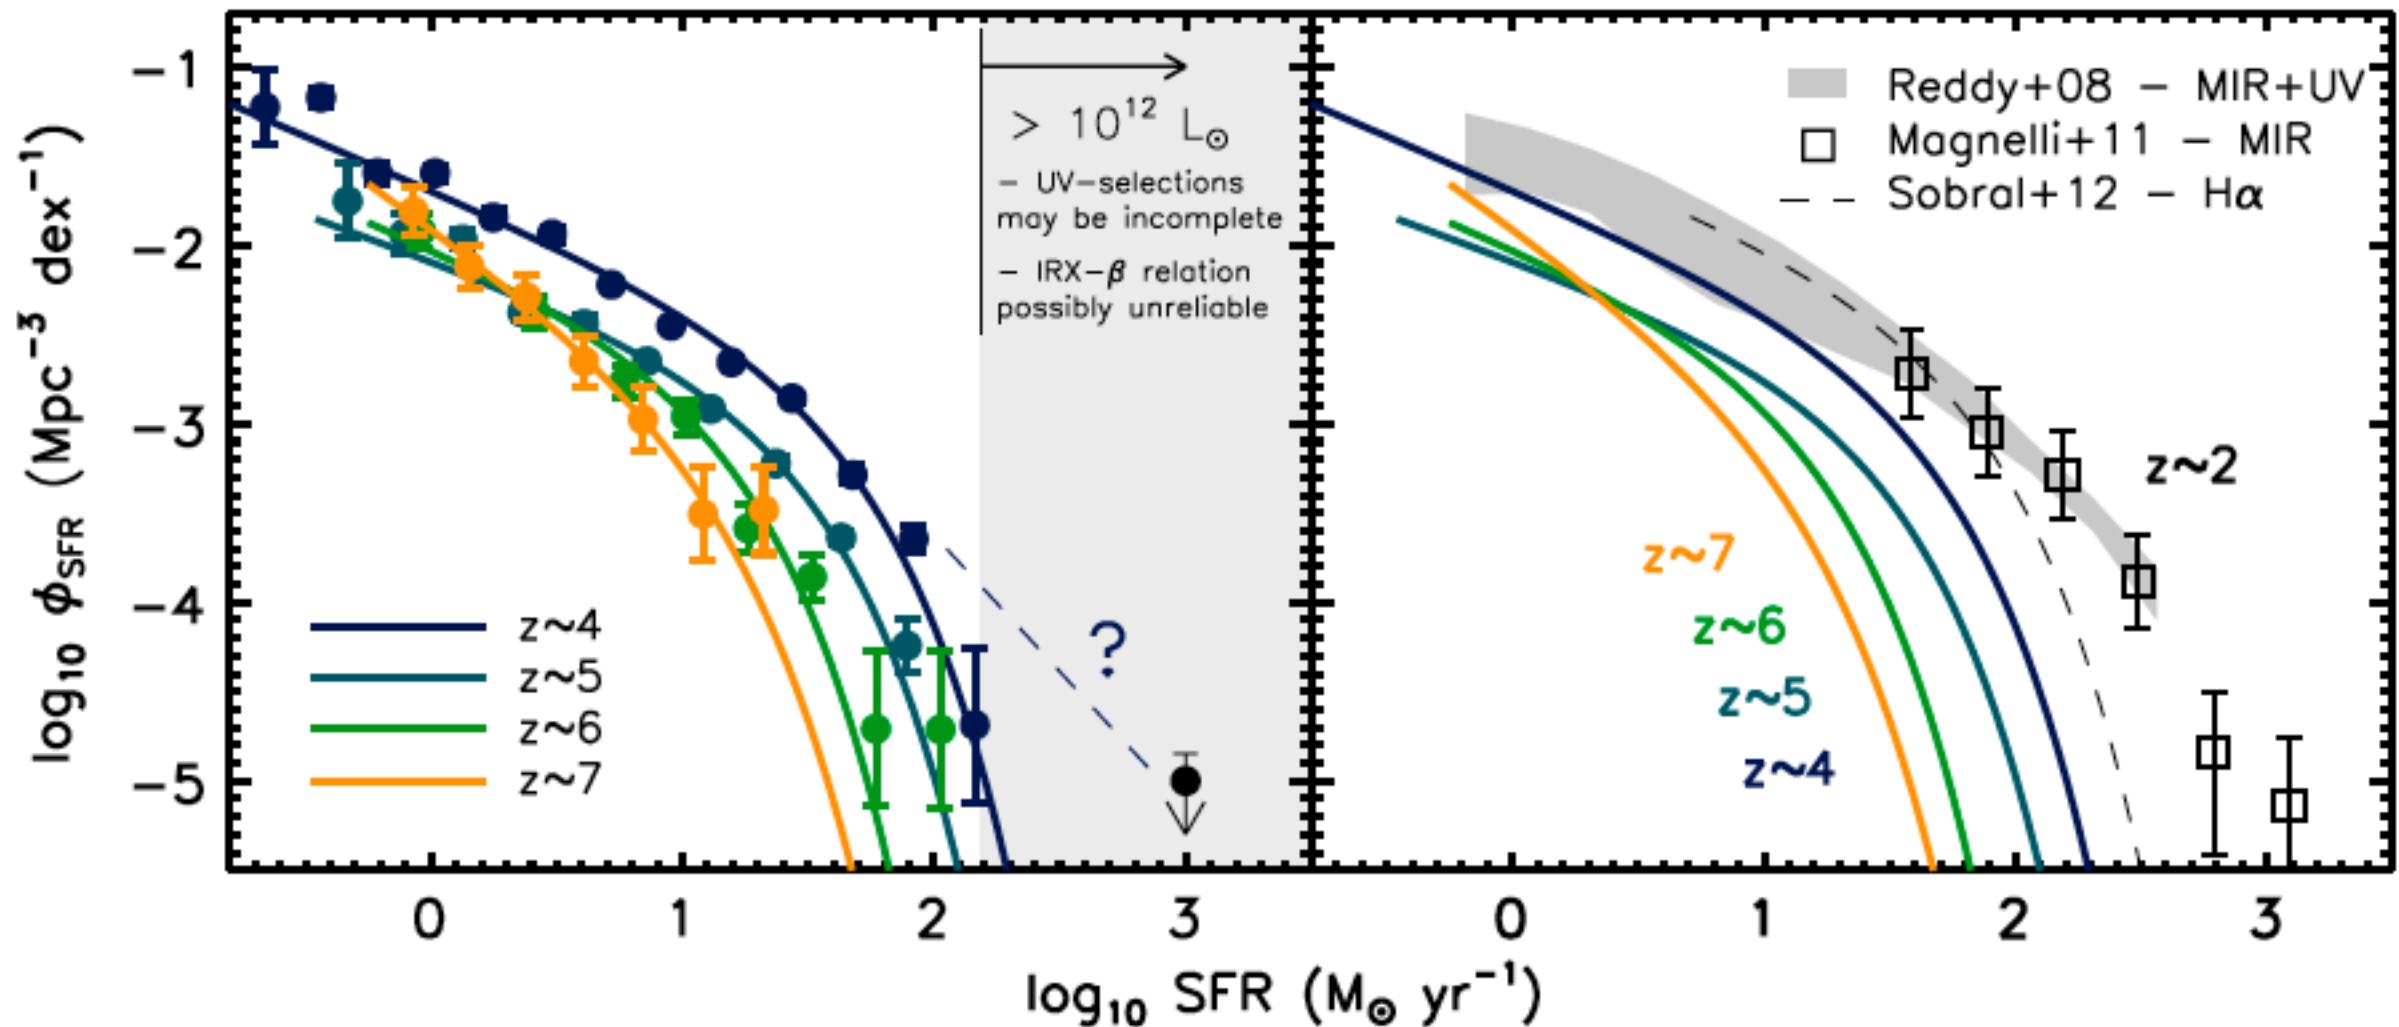 log₁₀ ϕSFR (Mpc⁻³ dex⁻¹)
−1
−2
−3
−4
−5
> 10¹² L⊙
− UV−selections
may be incomplete
− IRX−β relation
possibly unreliable
?
z~4
z~5
z~6
z~7
Reddy+08 − MIR+UV
Magnelli+11 − MIR
Sobral+12 − Hα
z~2
z~7
z~6
z~5
z~4
0 1 2 3 0 1 2 3
log₁₀ SFR (M⊙ yr⁻¹)